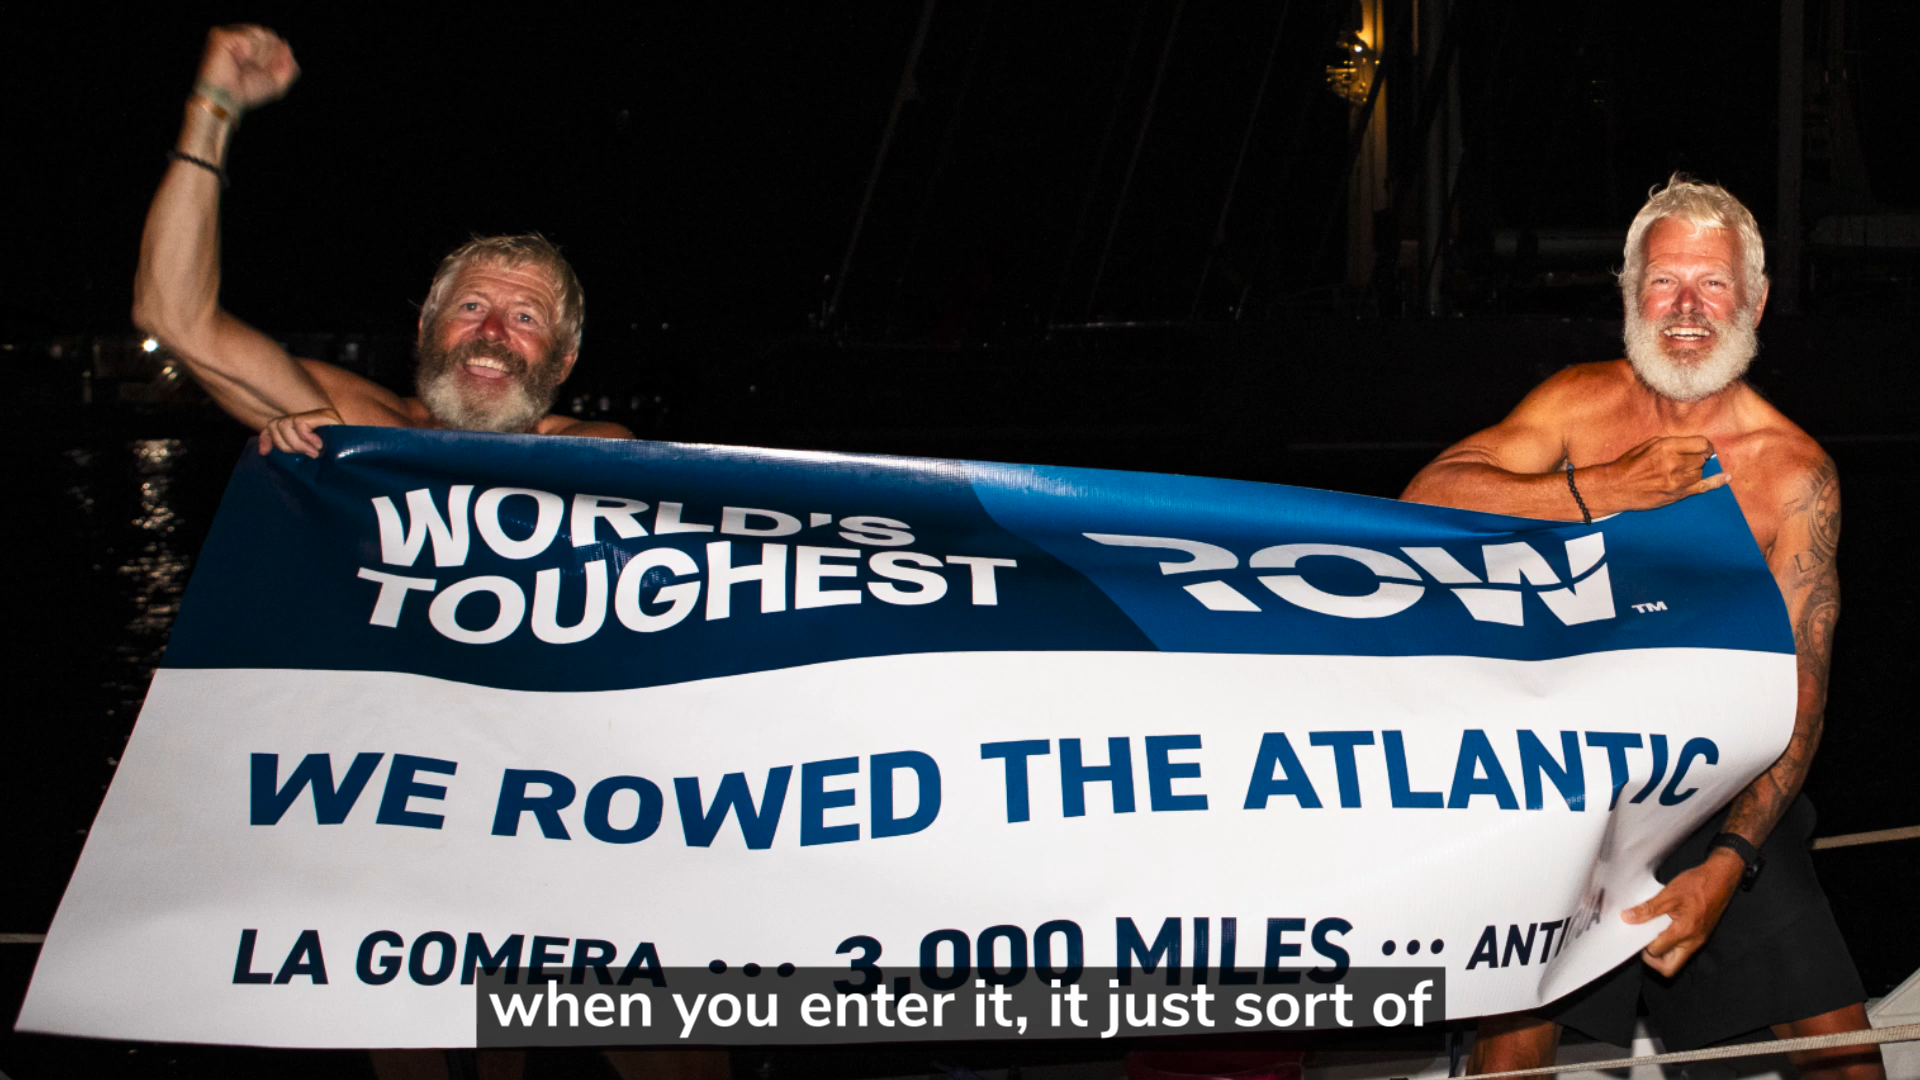 WORLD'S
TOUGHEST
ROW™
WE ROWED THE ATLANTIC
LA GOMERA ... 3,000 MILES ... ANTIGUA
when you enter it, it just sort of